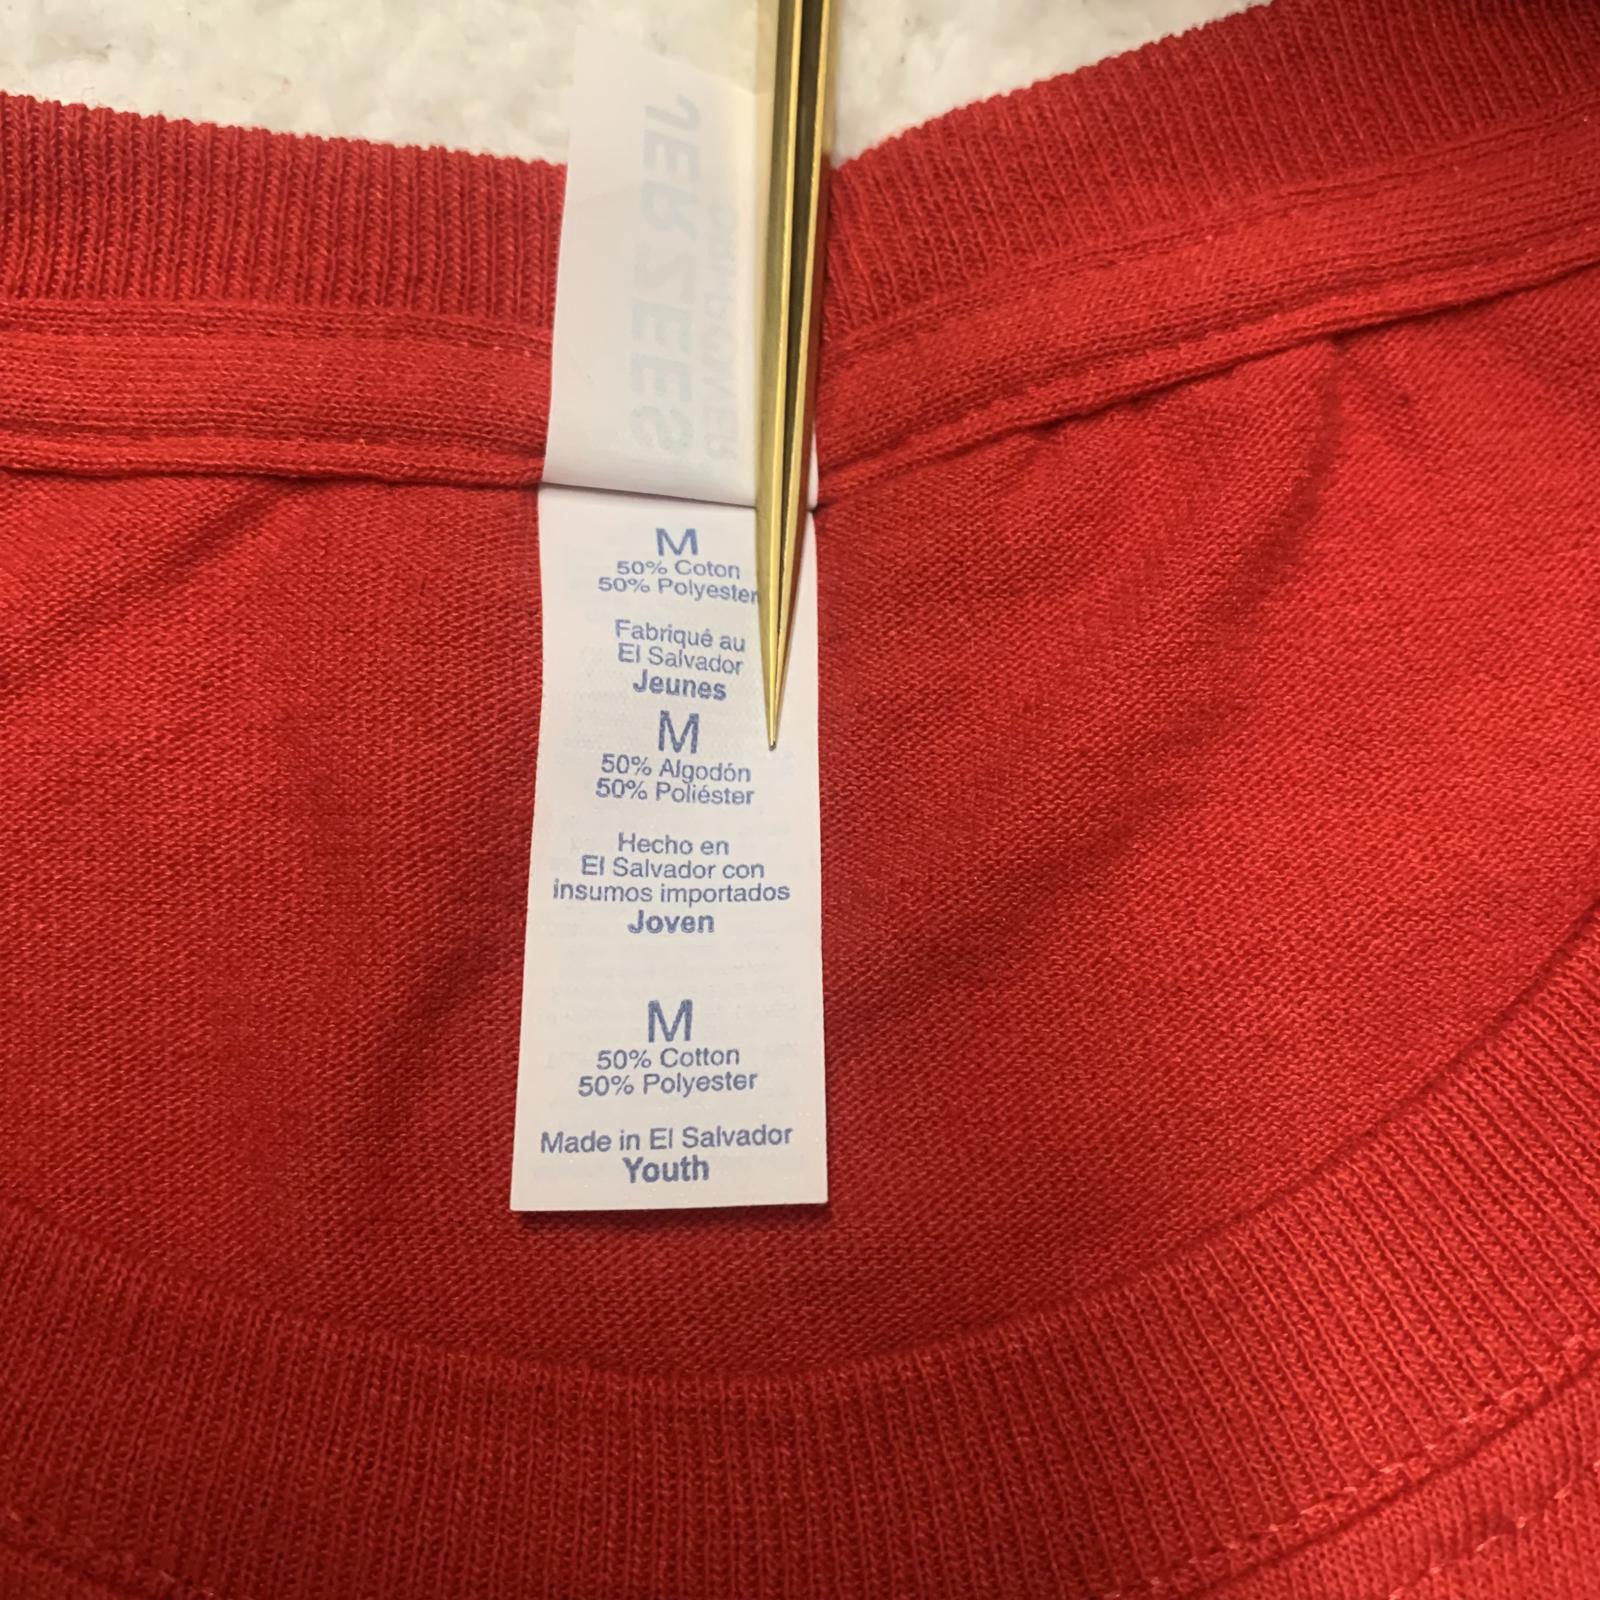 JERZEES
M
50% Coton
50% Polyester
Fabriqué au
El Salvador
Jeunes
M
50% Algodón
50% Poliéster
Hecho en
El Salvador con
insumos importados
Joven
M
50% Cotton
50% Polyester
Made in El Salvador
Youth